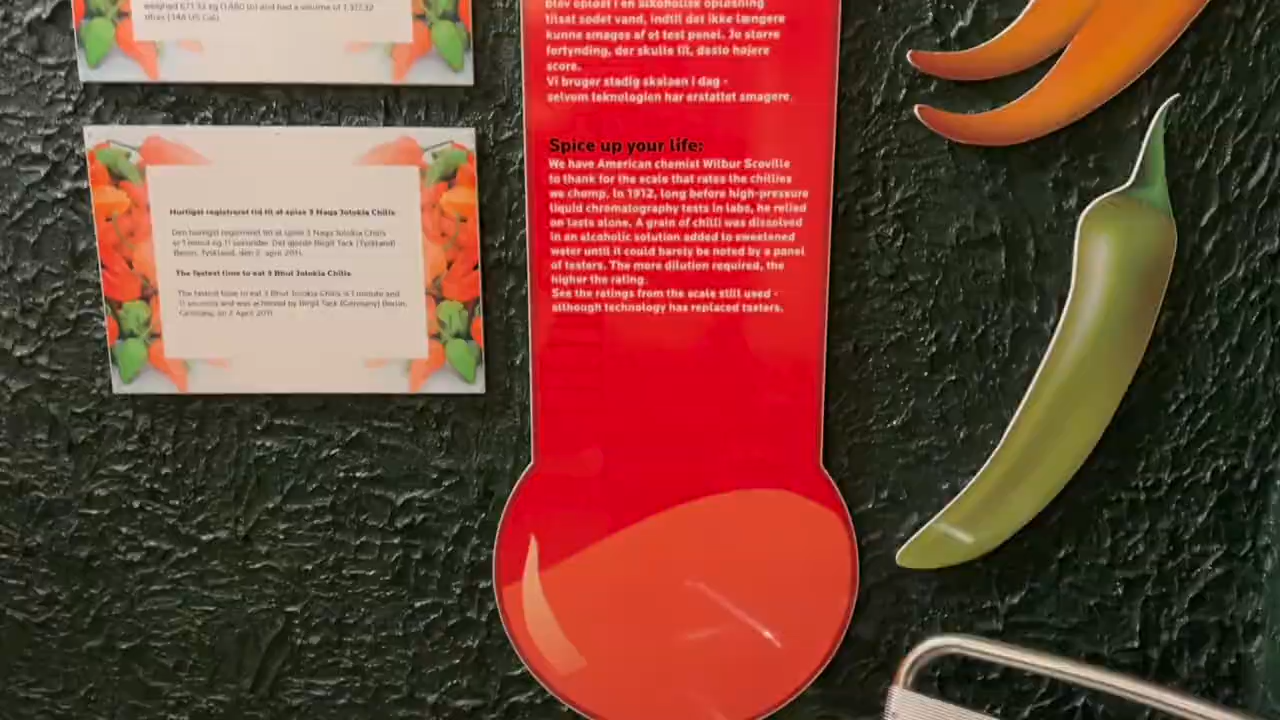 weighed 671.32 kg (1,480 lb) and had a volume of 1,317.32
litres (348 US Gal).
Hurtigst registreret tid til at spise 3 Naga Jolokia Chilis
Den hurtigst registreret tid at spise 3 Naga Jolokia Chilis
er 1 minut og 11 sekunder. Det gjorde Birgit Tack (Tyskland)
Berlin, Tyskland, den 2. april 2011.
The fastest time to eat 3 Bhut Jolokia Chilis
The fastest time to eat 3 Bhut Jolokia Chilis is 1 minute and
11 seconds and was achieved by Birgit Tack (Germany) Berlin,
Germany, on 2 April 2011
blev opløst i en alkoholisk opløsning
tilsat sødet vand, indtil det ikke længere
kunne smages af et test panel. Jo større
fortynding, der skulle til, desto højere
score.
Vi bruger stadig skalaen i dag -
selvom teknologien har erstattet smagere.
Spice up your life:
We have American chemist Wilbur Scoville
to thank for the scale that rates the chillies
we chomp. In 1912, long before high-pressure
liquid chromatography tests in labs, he relied
on taste alone. A grain of chilli was dissolved
in an alcoholic solution added to sweetened
water until it could barely be noted by a panel
of testers. The more dilution required, the
higher the rating.
See the ratings from the scale still used -
although technology has replaced tasters.